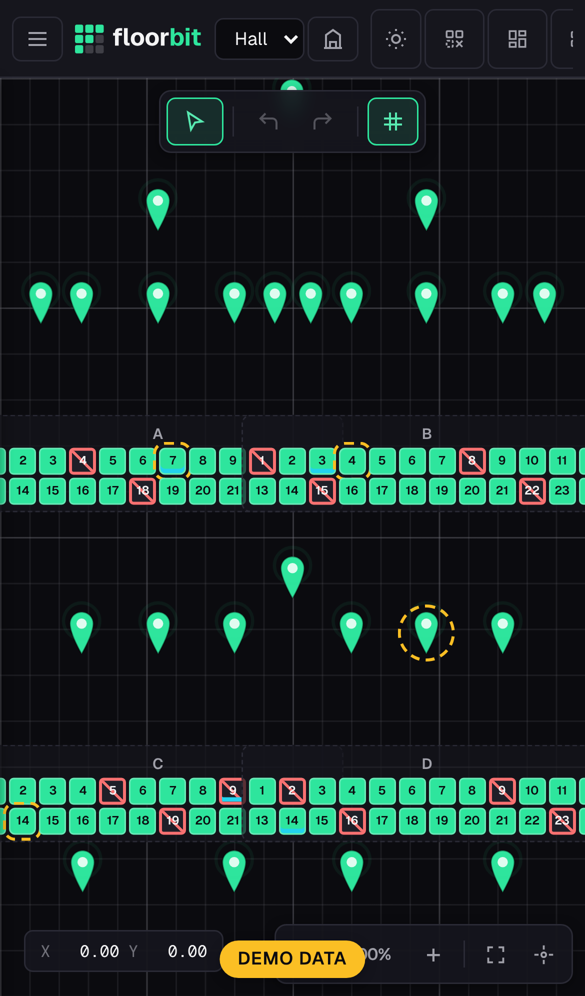 floorbit Hall
A B
2 3 4 5 6 7 8 9 1 2 3 4 5 6 7 8 9 10 11
14 15 16 17 18 19 20 21 13 14 15 16 17 18 19 20 21 22 23
C D
2 3 4 5 6 7 8 9 1 2 3 4 5 6 7 8 9 10 11
14 15 16 17 18 19 20 21 13 14 15 16 17 18 19 20 21 22 23
X 0.00 Y 0.00
DEMO DATA